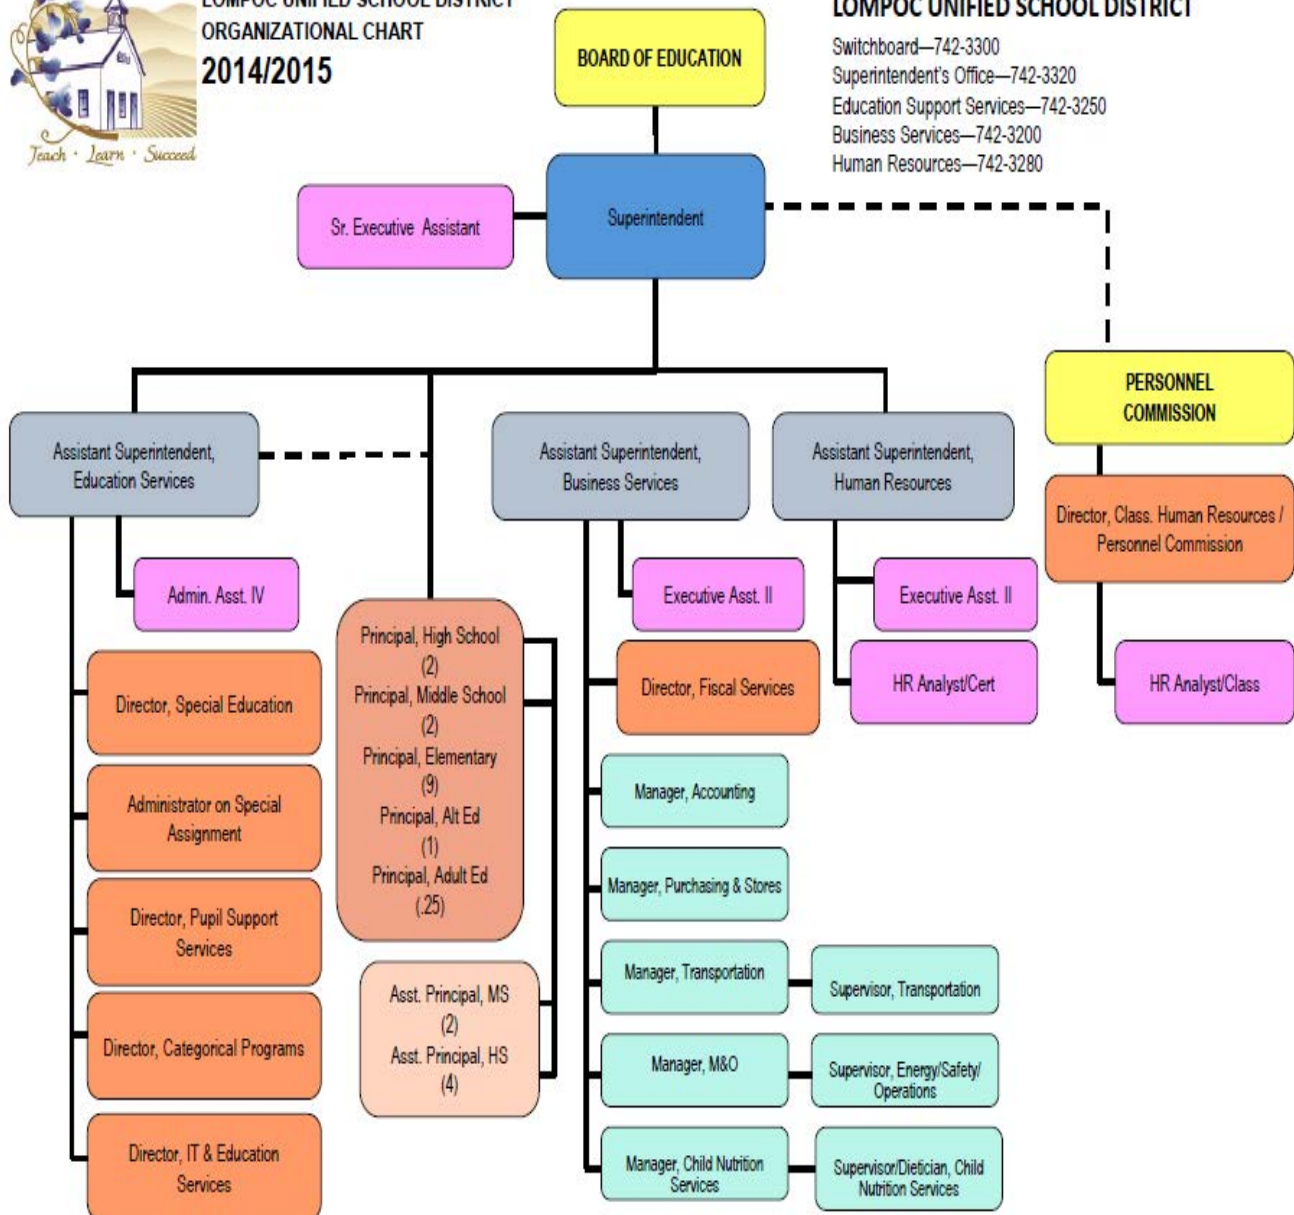 LOMPOC UNIFIED SCHOOL DISTRICT
ORGANIZATIONAL CHART
2014/2015
Teach · Learn · Succeed
LOMPOC UNIFIED SCHOOL DISTRICT
Switchboard—742-3300
Superintendent's Office—742-3320
Education Support Services—742-3250
Business Services—742-3200
Human Resources—742-3280
BOARD OF EDUCATION
Superintendent
Sr. Executive Assistant
PERSONNEL
COMMISSION
Assistant Superintendent,
Education Services
Assistant Superintendent,
Business Services
Assistant Superintendent,
Human Resources
Director, Class. Human Resources /
Personnel Commission
Admin. Asst. IV
Director, Special Education
Administrator on Special
Assignment
Director, Pupil Support
Services
Director, Categorical Programs
Director, IT & Education
Services
Principal, High School
(2)
Principal, Middle School
(2)
Principal, Elementary
(9)
Principal, Alt Ed
(1)
Principal, Adult Ed
(.25)
Asst. Principal, MS
(2)
Asst. Principal, HS
(4)
Executive Asst. II
Director, Fiscal Services
Manager, Accounting
Manager, Purchasing & Stores
Manager, Transportation
Supervisor, Transportation
Manager, M&O
Supervisor, Energy/Safety/
Operations
Manager, Child Nutrition
Services
Supervisor/Dietician, Child
Nutrition Services
Executive Asst. II
HR Analyst/Cert
HR Analyst/Class